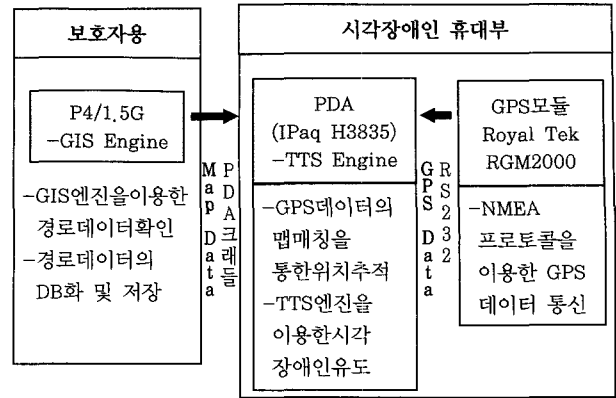 보호자용
P4/1.5G
-GIS Engine
-GIS엔진을이용한
경로데이터확인
-경로데이터의
DB화 및 저장
PDA크래들
Map Data
시각장애인 휴대부
PDA
(IPaq H3835)
-TTS Engine
-GPS데이터의
맵매칭을
통한위치추적
-TTS엔진을
이용한시각
장애인유도
RS232
GPS Data
GPS모듈
Royal Tek
RGM2000
-NMEA
프로토콜을
이용한 GPS
데이터 통신